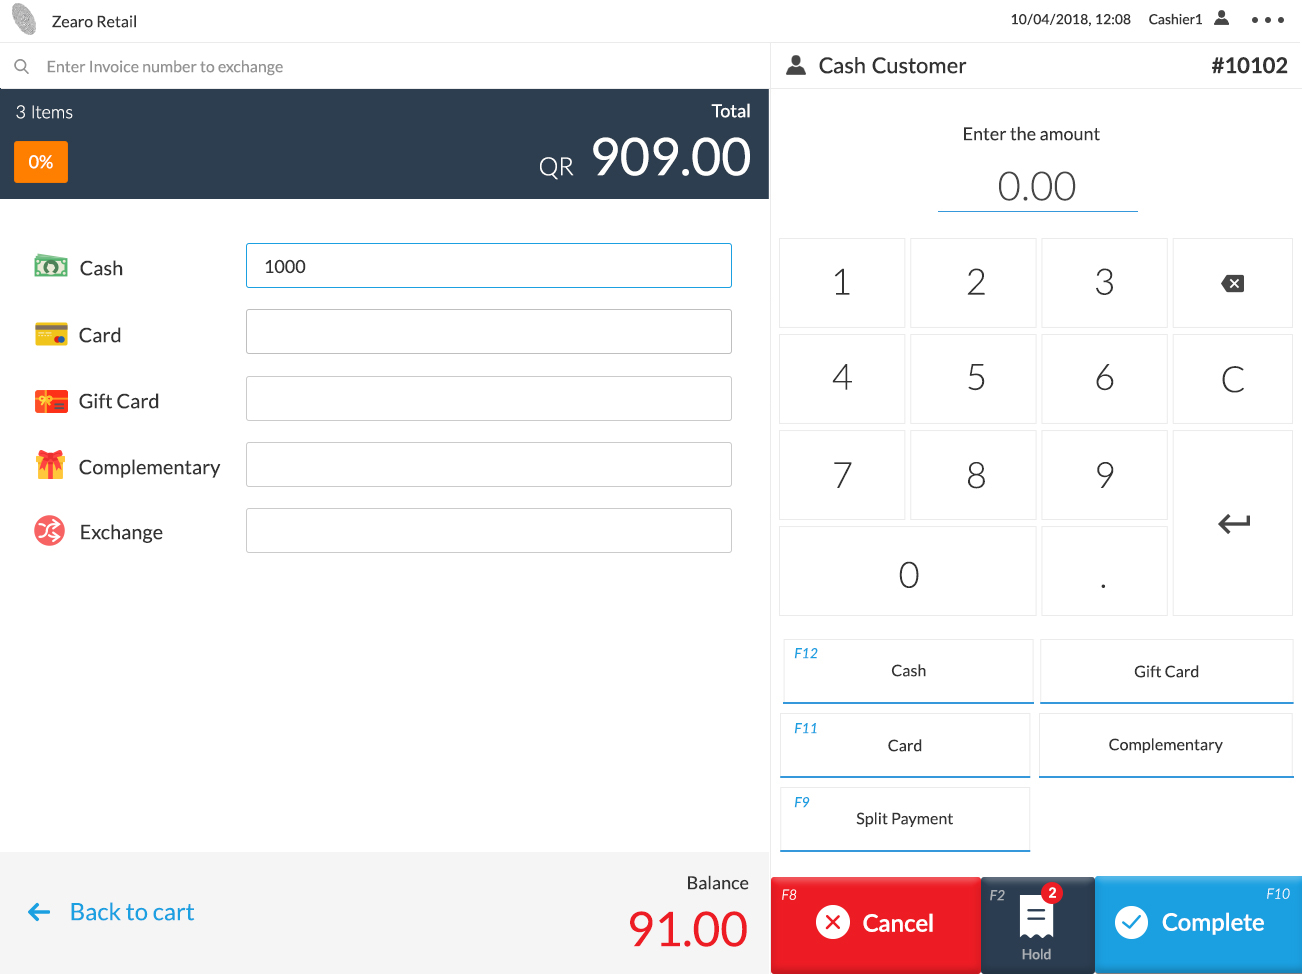 Zearo Retail
10/04/2018, 12:08 Cashier1
Enter Invoice number to exchange
Cash Customer #10102
3 Items
Total
0%
QR 909.00
Enter the amount
0.00
Cash 1000
Card
Gift Card
Complementary
Exchange
1 2 3
4 5 6 C
7 8 9
0 .
F12
Cash
Gift Card
F11
Card
Complementary
F9
Split Payment
Back to cart
Balance
91.00
F8
Cancel
F2
2
Hold
F10
Complete